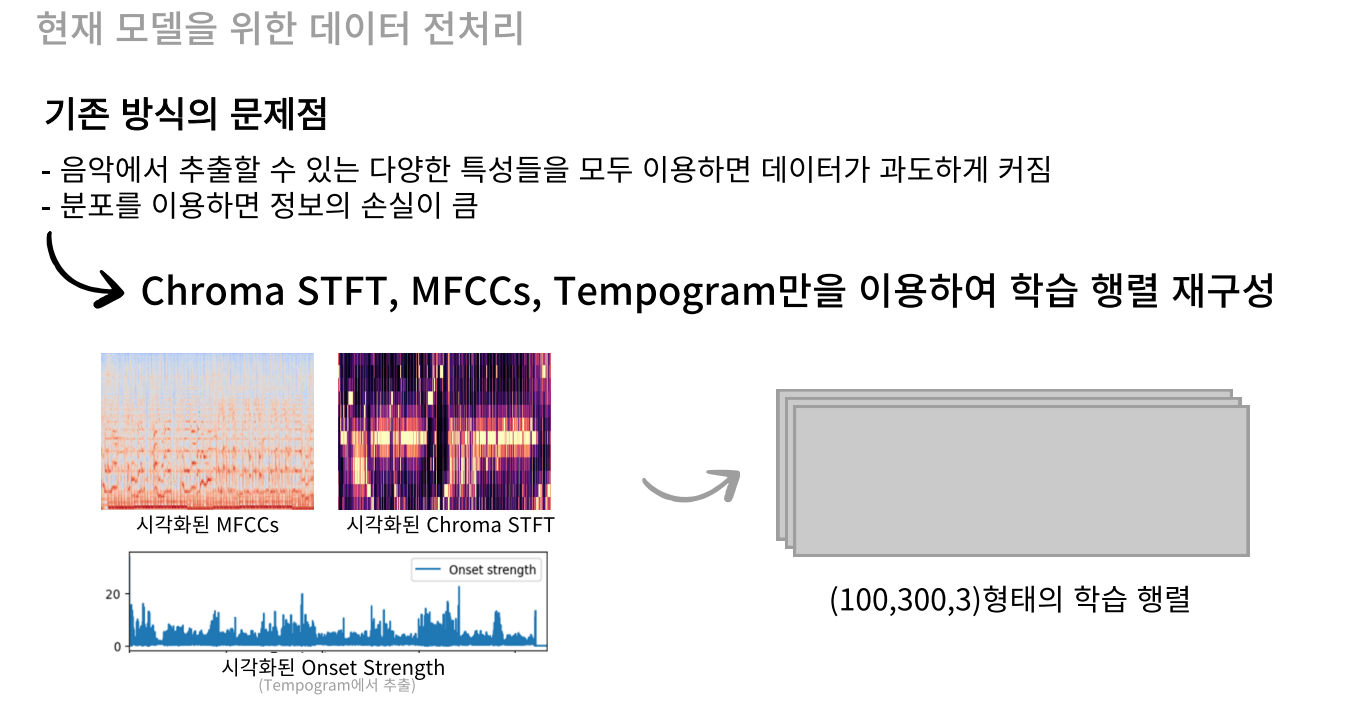 현재 모델을 위한 데이터 전처리
기존 방식의 문제점
- 음악에서 추출할 수 있는 다양한 특성들을 모두 이용하면 데이터가 과도하게 커짐
- 분포를 이용하면 정보의 손실이 큼
Chroma STFT, MFCCs, Tempogram만을 이용하여 학습 행렬 재구성
시각화된 MFCCs
시각화된 Chroma STFT
Onset strength
20
0
시각화된 Onset Strength
(Tempogram에서 추출)
(100,300,3)형태의 학습 행렬